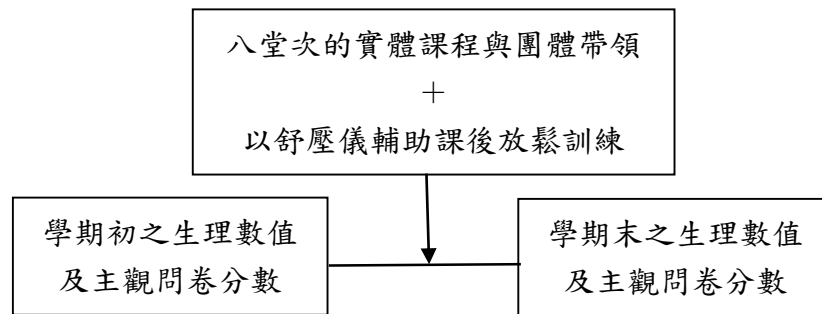 八堂次的實體課程與團體帶領
+
以舒壓儀輔助課後放鬆訓練
學期初之生理數值
及主觀問卷分數
學期末之生理數值
及主觀問卷分數